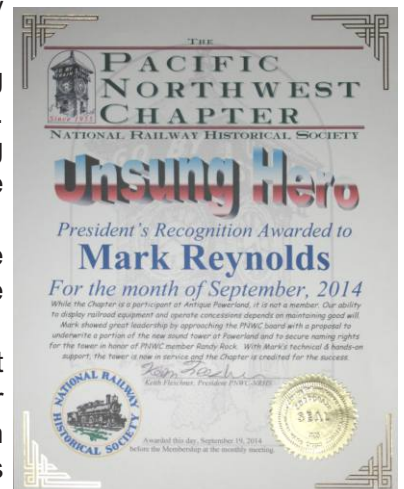 THE
PACIFIC
NORTHWEST
CHAPTER
Since 1955
NATIONAL RAILWAY HISTORICAL SOCIETY
Unsung Hero
President's Recognition Awarded to
Mark Reynolds
For the month of September, 2014
While the Chapter is a participant at Antique Powerland, it is not a member. Our ability
to display railroad equipment and operate concessions depends on maintaining good will.
Mark showed great leadership by approaching the PNWC board with a proposal to
underwrite a portion of the new sound tower at Powerland and to secure naming rights
for the tower in honor of PNWC member Randy Rock. With Mark's technical & hands-on
support, the tower is now in service and the Chapter is credited for the success.
Keith Fleschner, President PNWC-NRHS
NATIONAL RAILWAY
HISTORICAL SOCIETY
SEAL
Awarded this day, September 19, 2014
before the Membership at the monthly meeting.